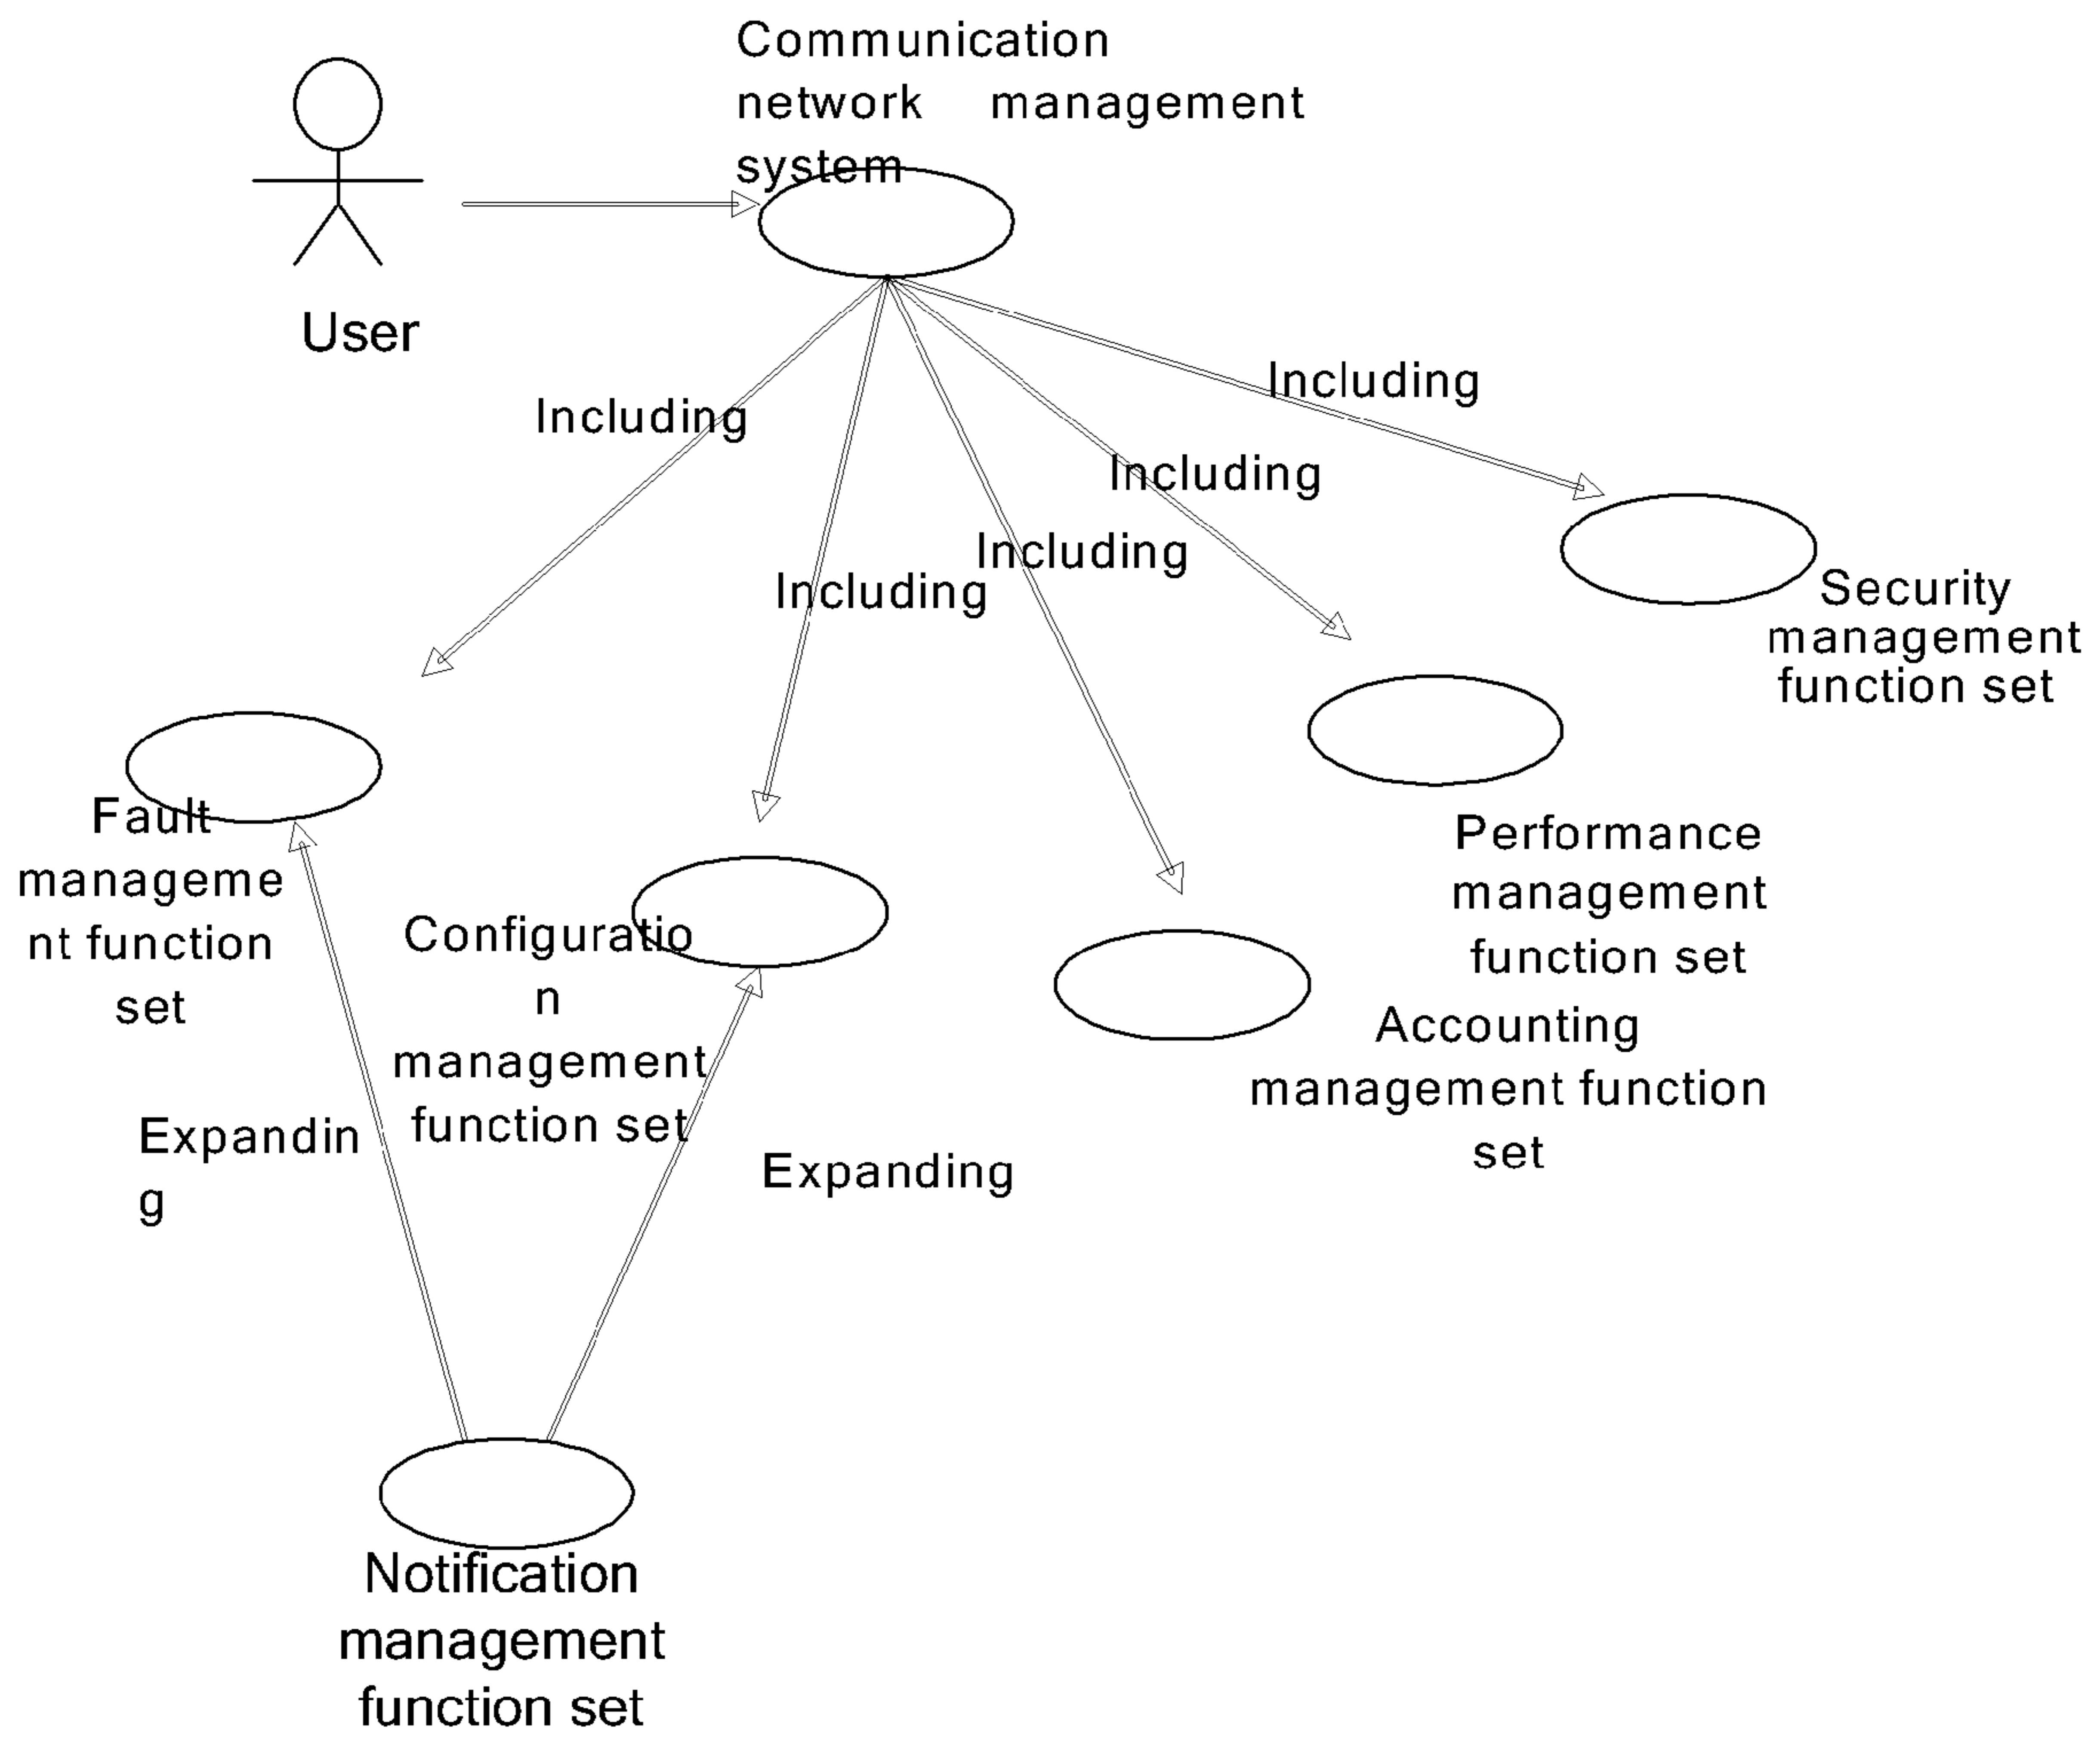 Communication
network management
system
User
Including
Including
Including
Including
Including
Security
management
function set
Fault
manageme
nt function
set
Performance
management
function set
Configuratio
n
management
function set
Accounting
management function
set
Expandin
g
Expanding
Notification
management
function set